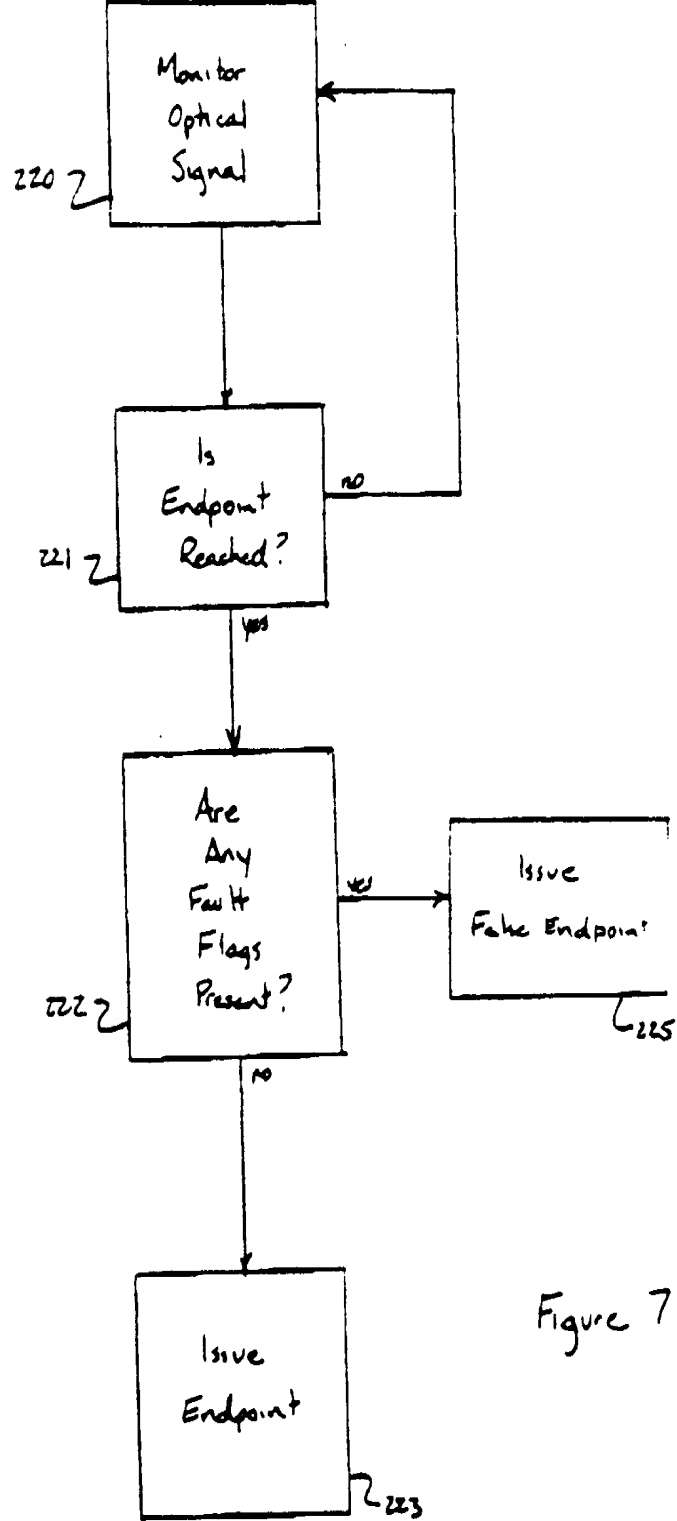 Monitor
Optical
Signal
220
Is
Endpoint
Reached?
no
221
yes
Are
Any
Fault
Flags
Present?
yes
222
no
Issue
Fake Endpoint
225
Issue
Endpoint
223
Figure 7